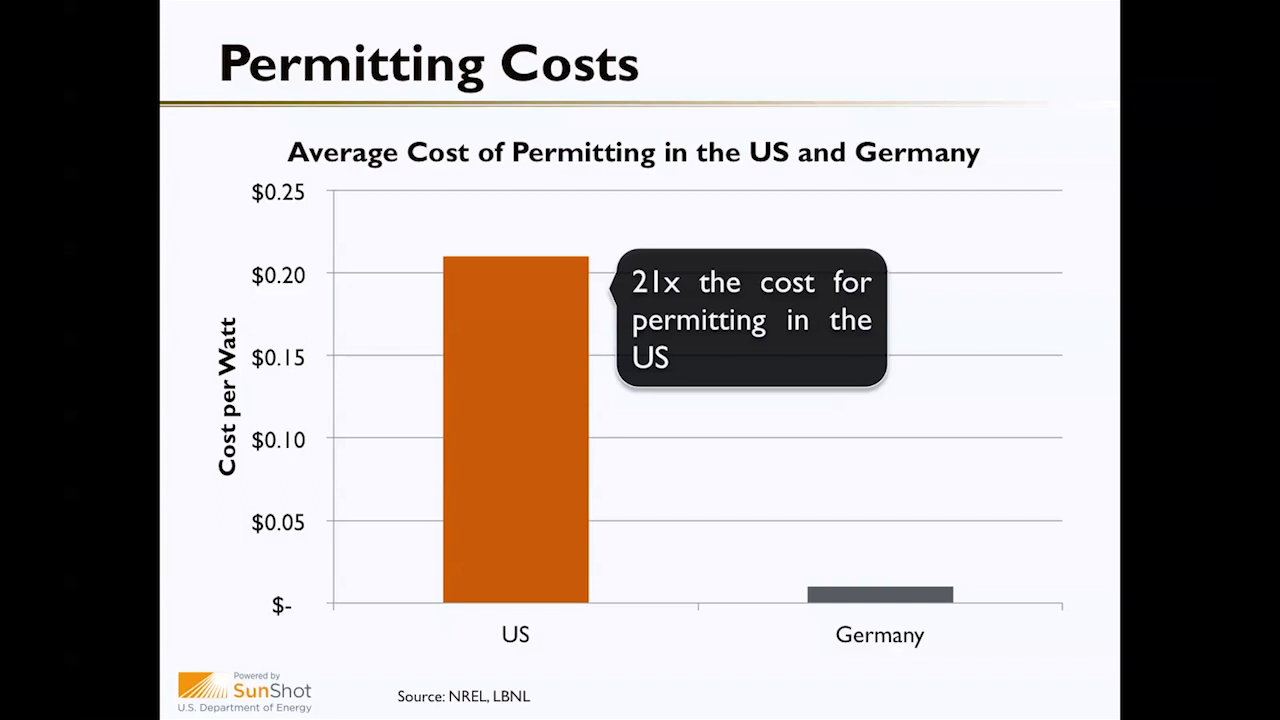 Permitting Costs
Average Cost of Permitting in the US and Germany
$0.25
$0.20
$0.15
$0.10
$0.05
$-
Cost per Watt
21x the cost for
permitting in the
US
US
Germany
Powered by
SunShot
U.S. Department of Energy
Source: NREL, LBNL